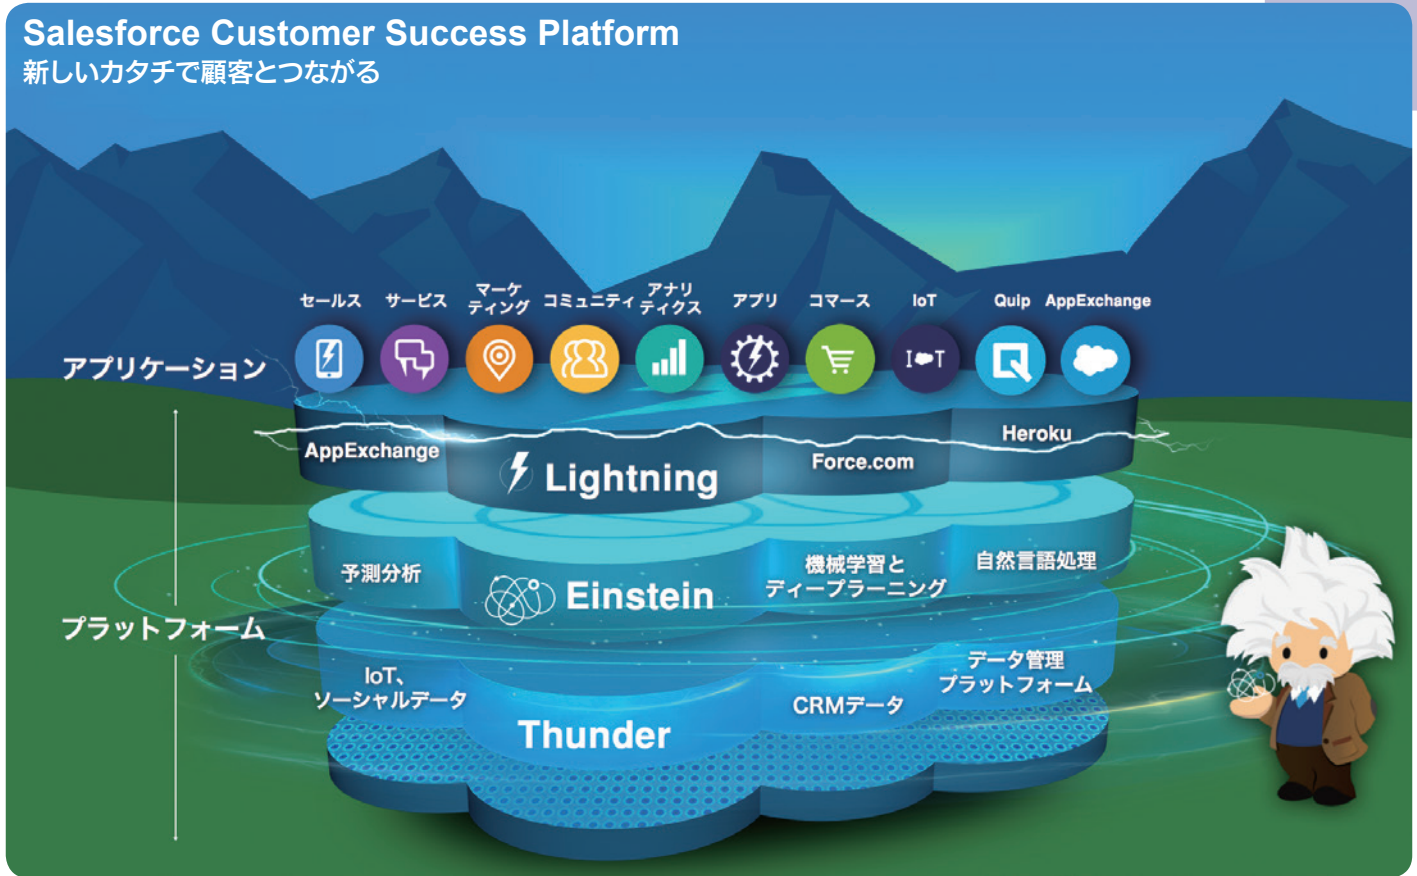 Salesforce Customer Success Platform
新しいカタチで顧客とつながる
セールス
サービス
マーケ
ティング
コミュニティ
アナリ
ティクス
アプリ
コマース
IoT
Quip
AppExchange
アプリケーション
I T
AppExchange
Lightning
Force.com
Heroku
予測分析
Einstein
機械学習と
ディープラーニング
自然言語処理
プラットフォーム
IoT、
ソーシャルデータ
Thunder
CRMデータ
データ管理
プラットフォーム